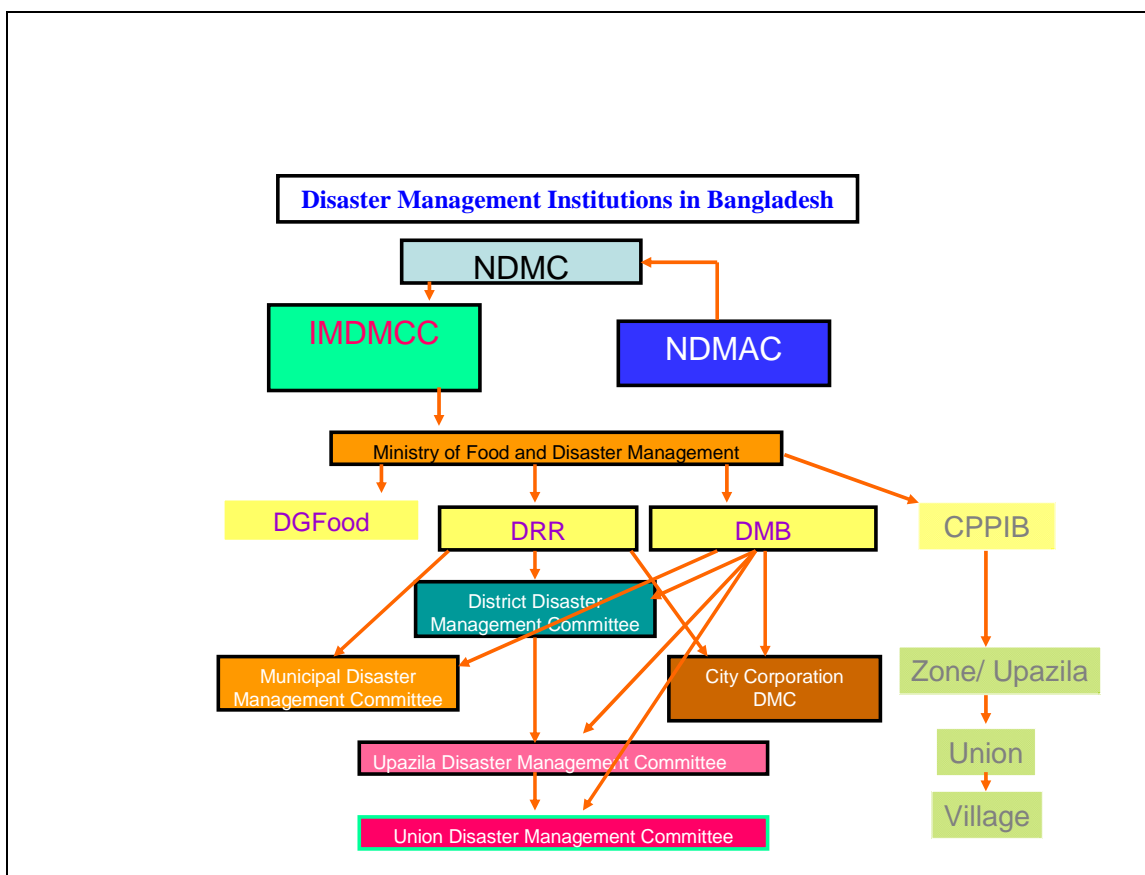 Disaster Management Institutions in Bangladesh
NDMC
IMDMCC
NDMAC
Ministry of Food and Disaster Management
DGFood
DRR
DMB
CPPIB
District Disaster
Management Committee
Municipal Disaster
Management Committee
City Corporation
DMC
Zone/ Upazila
Upazila Disaster Management Committee
Union
Village
Union Disaster Management Committee